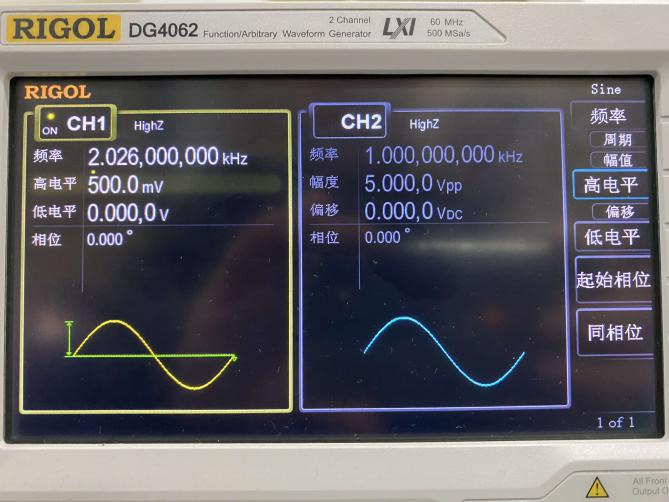 RIGOL DG4062 Function/Arbitrary Waveform Generator
2 Channel
LXI
60 MHz
500 MSa/s
RIGOL
Sine
ON CH1 HighZ
频率 2.026,000,000 kHz
高电平 500.0 mV
低电平 0.000,0 V
相位 0.000 °
CH2 HighZ
频率 1.000,000,000 kHz
幅度 5.000,0 Vpp
偏移 0.000,0 VDC
相位 0.000 °
频率
周期
幅值
高电平
偏移
低电平
起始相位
同相位
1 of 1
All Front
Output